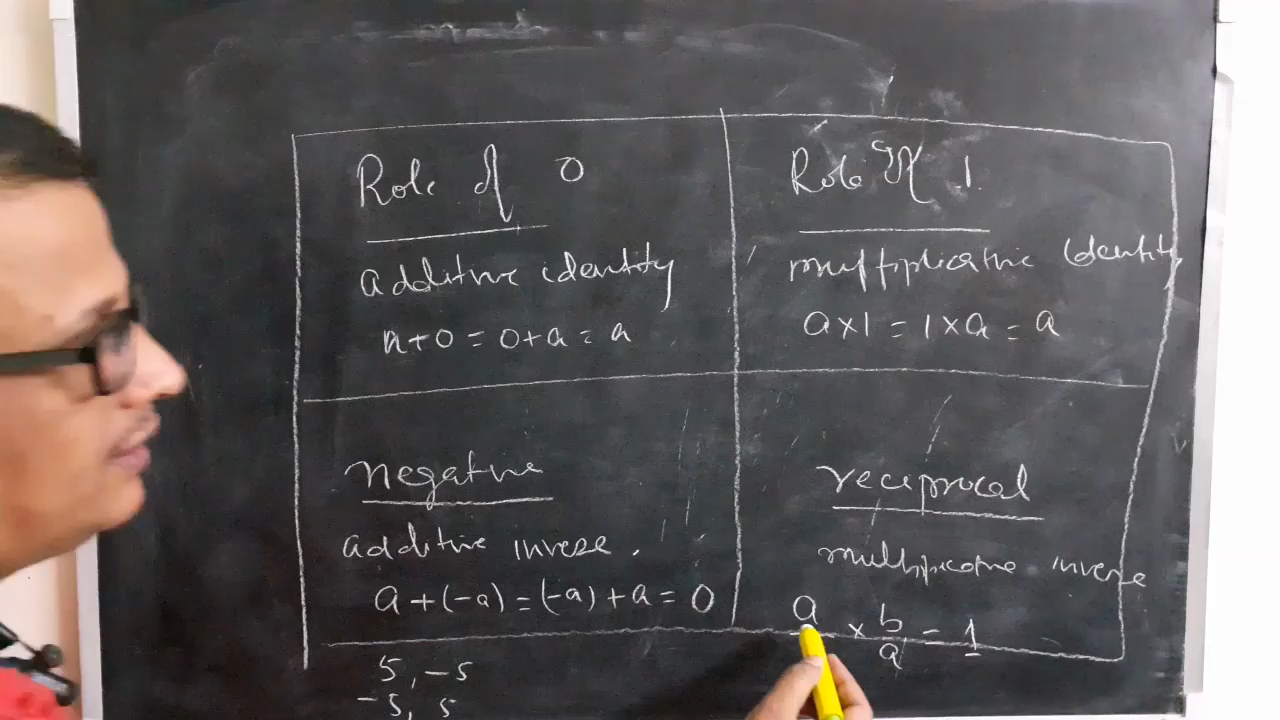 Role of 0
additive identity
a+0=0+a=a
Role of 1
multiplicative identity
a×1=1×a=a
negative
additive inverse.
a+(-a)=(-a)+a=0
5, -5
-5, 5
reciprocal
multiplicative inverse
a × b/a = 1